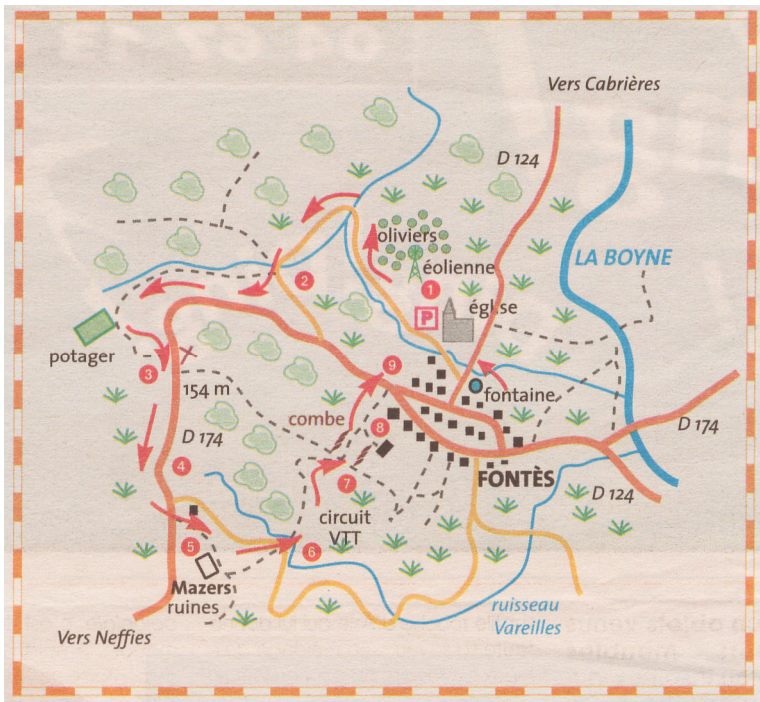 Vers Cabrières
D 124
oliviers
éolienne
LA BOYNE
2
1
P
église
potager
3
154 m
9
fontaine
combe
D 174
8
D 174
4
FONTÈS
7
D 124
circuit
VTT
5
6
Mazers
ruines
ruisseau
Vareilles
Vers Neffies